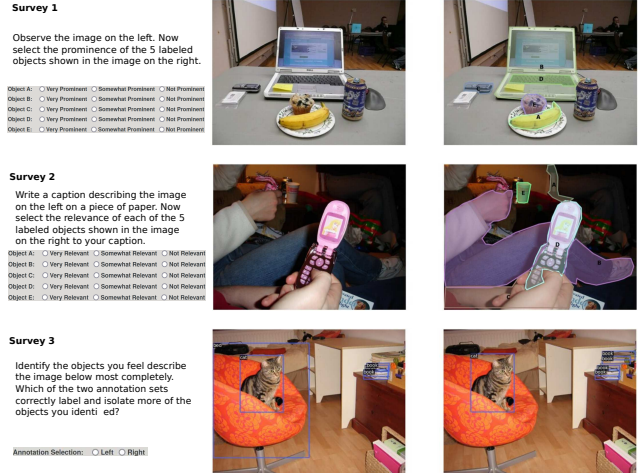 Survey 1
Observe the image on the left. Now
select the prominence of the 5 labeled
objects shown in the image on the right.
Object A: Very Prominent Somewhat Prominent Not Prominent
Object B: Very Prominent Somewhat Prominent Not Prominent
Object C: Very Prominent Somewhat Prominent Not Prominent
Object D: Very Prominent Somewhat Prominent Not Prominent
Object E: Very Prominent Somewhat Prominent Not Prominent
B
D
A
Survey 2
Write a caption describing the image
on the left on a piece of paper. Now
select the relevance of each of the 5
labeled objects shown in the image
on the right to your caption.
Object A: Very Relevant Somewhat Relevant Not Relevant
Object B: Very Relevant Somewhat Relevant Not Relevant
Object C: Very Relevant Somewhat Relevant Not Relevant
Object D: Very Relevant Somewhat Relevant Not Relevant
Object E: Very Relevant Somewhat Relevant Not Relevant
E
D
Survey 3
Identify the objects you feel describe
the image below most completely.
Which of the two annotation sets
correctly label and isolate more of the
objects you identi ed?
Annotation Selection: Left Right
cat
book
book
cat
book
book
book
book